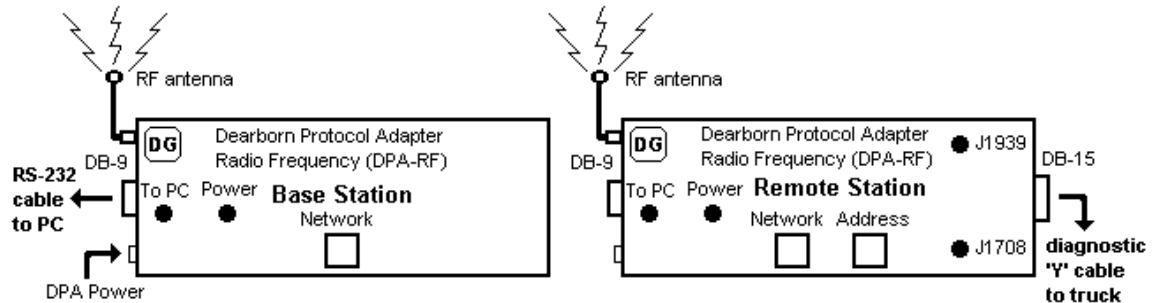 RF antenna
DG
Dearborn Protocol Adapter
Radio Frequency (DPA-RF)
DB-9
RS-232
cable
to PC
To PC
Power
Base Station
Network
DPA Power
RF antenna
DG
Dearborn Protocol Adapter
Radio Frequency (DPA-RF)
J1939
DB-9
DB-15
To PC
Power
Remote Station
Network
Address
J1708
diagnostic
'Y' cable
to truck